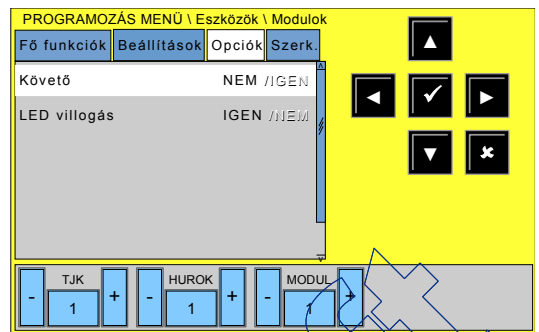 PROGRAMOZÁS MENÜ \ Eszközök \ Modulok
Fő funkciók Beállítások Opciók Szerk.
Követő NEM /IGEN
LED villogás IGEN /NEM
TJK HUROK MODUL
- 1 + - 1 + - 1 +